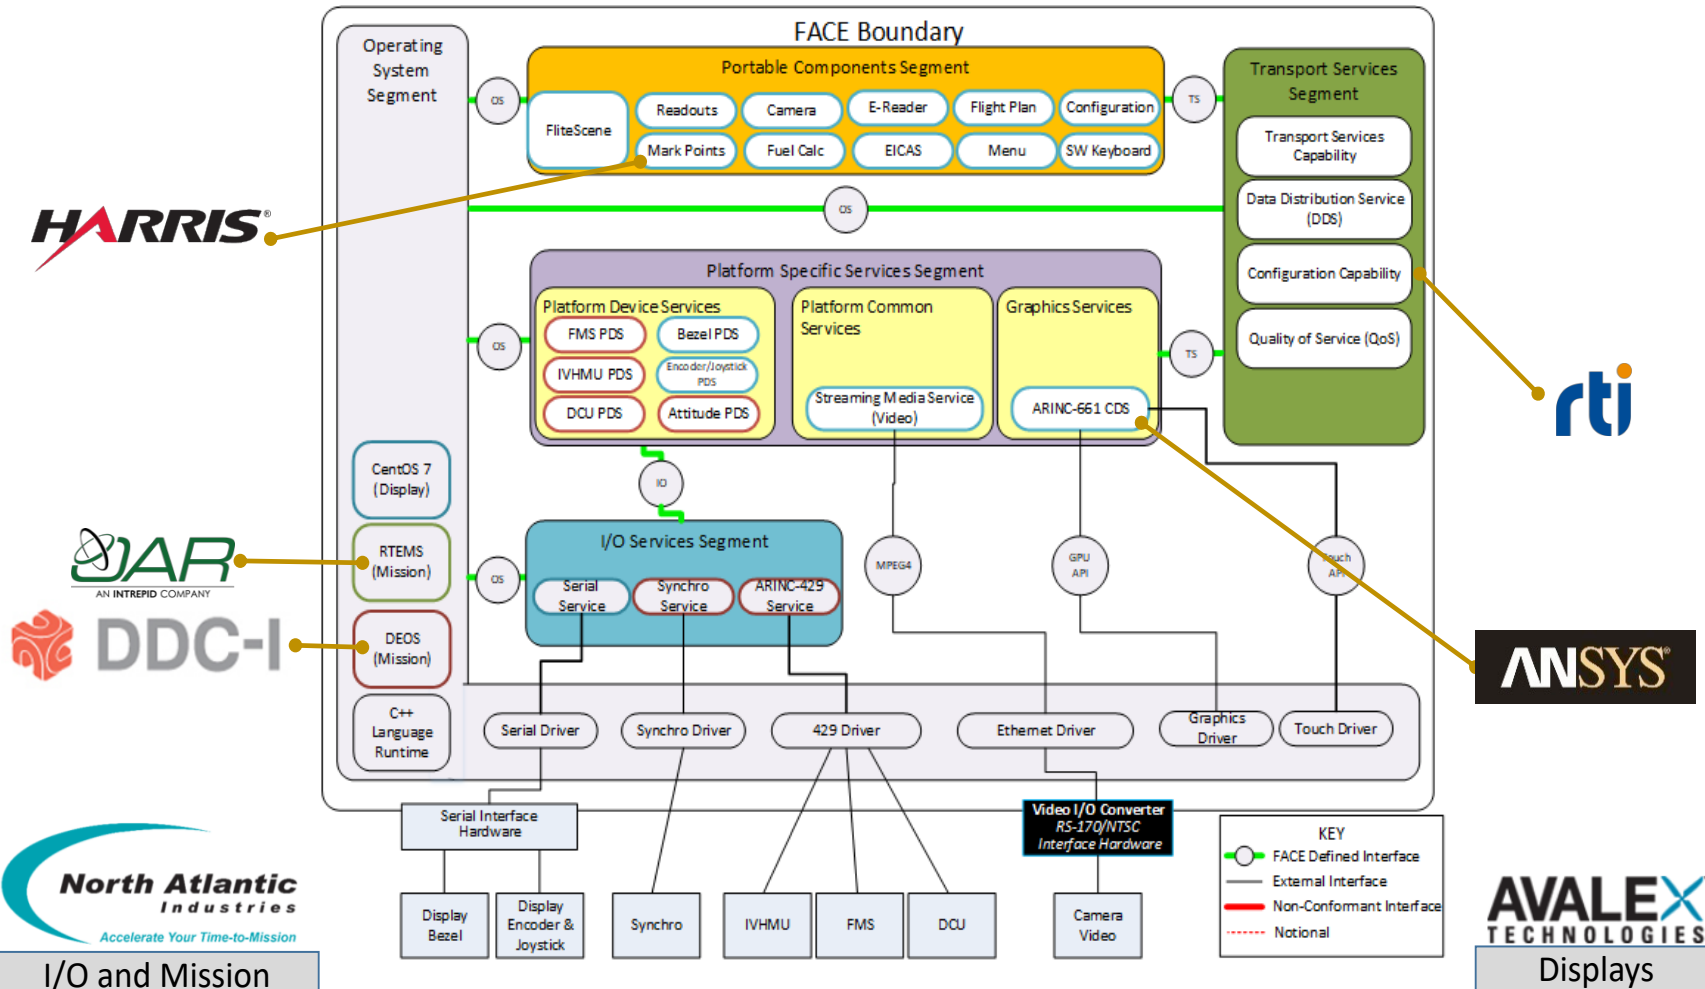 FACE Boundary
Operating
System
Segment
OS
Portable Components Segment
FliteScene
Readouts
Camera
E-Reader
Flight Plan
Configuration
Mark Points
Fuel Calc
EICAS
Menu
SW Keyboard
TS
Transport Services
Segment
Transport Services
Capability
Data Distribution Service
(DDS)
Configuration Capability
Quality of Service (QoS)
HARRIS®
OS
Platform Specific Services Segment
Platform Device Services
FMS PDS
Bezel PDS
IVHMU PDS
Encoder/Joystick
PDS
DCU PDS
Attitude PDS
Platform Common
Services
Streaming Media Service
(Video)
Graphics Services
ARINC-661 CDS
OS
TS
rti
CentOS 7
(Display)
IO
OAR
AN INTREPID COMPANY
RTEMS
(Mission)
OS
I/O Services Segment
Serial
Service
Synchro
Service
ARINC-429
Service
MPEG4
GPU
API
Touch
API
DDC-I
DEOS
(Mission)
ANSYS®
C++
Language
Runtime
Serial Driver
Synchro Driver
429 Driver
Ethernet Driver
Graphics
Driver
Touch Driver
Serial Interface
Hardware
Video I/O Converter
RS-170/NTSC
Interface Hardware
KEY
FACE Defined Interface
External Interface
Non-Conformant Interface
Notional
North Atlantic
Industries
Accelerate Your Time-to-Mission
Display
Bezel
Display
Encoder &
Joystick
Synchro
IVHMU
FMS
DCU
Camera
Video
AVALEX
TECHNOLOGIES
I/O and Mission
Displays